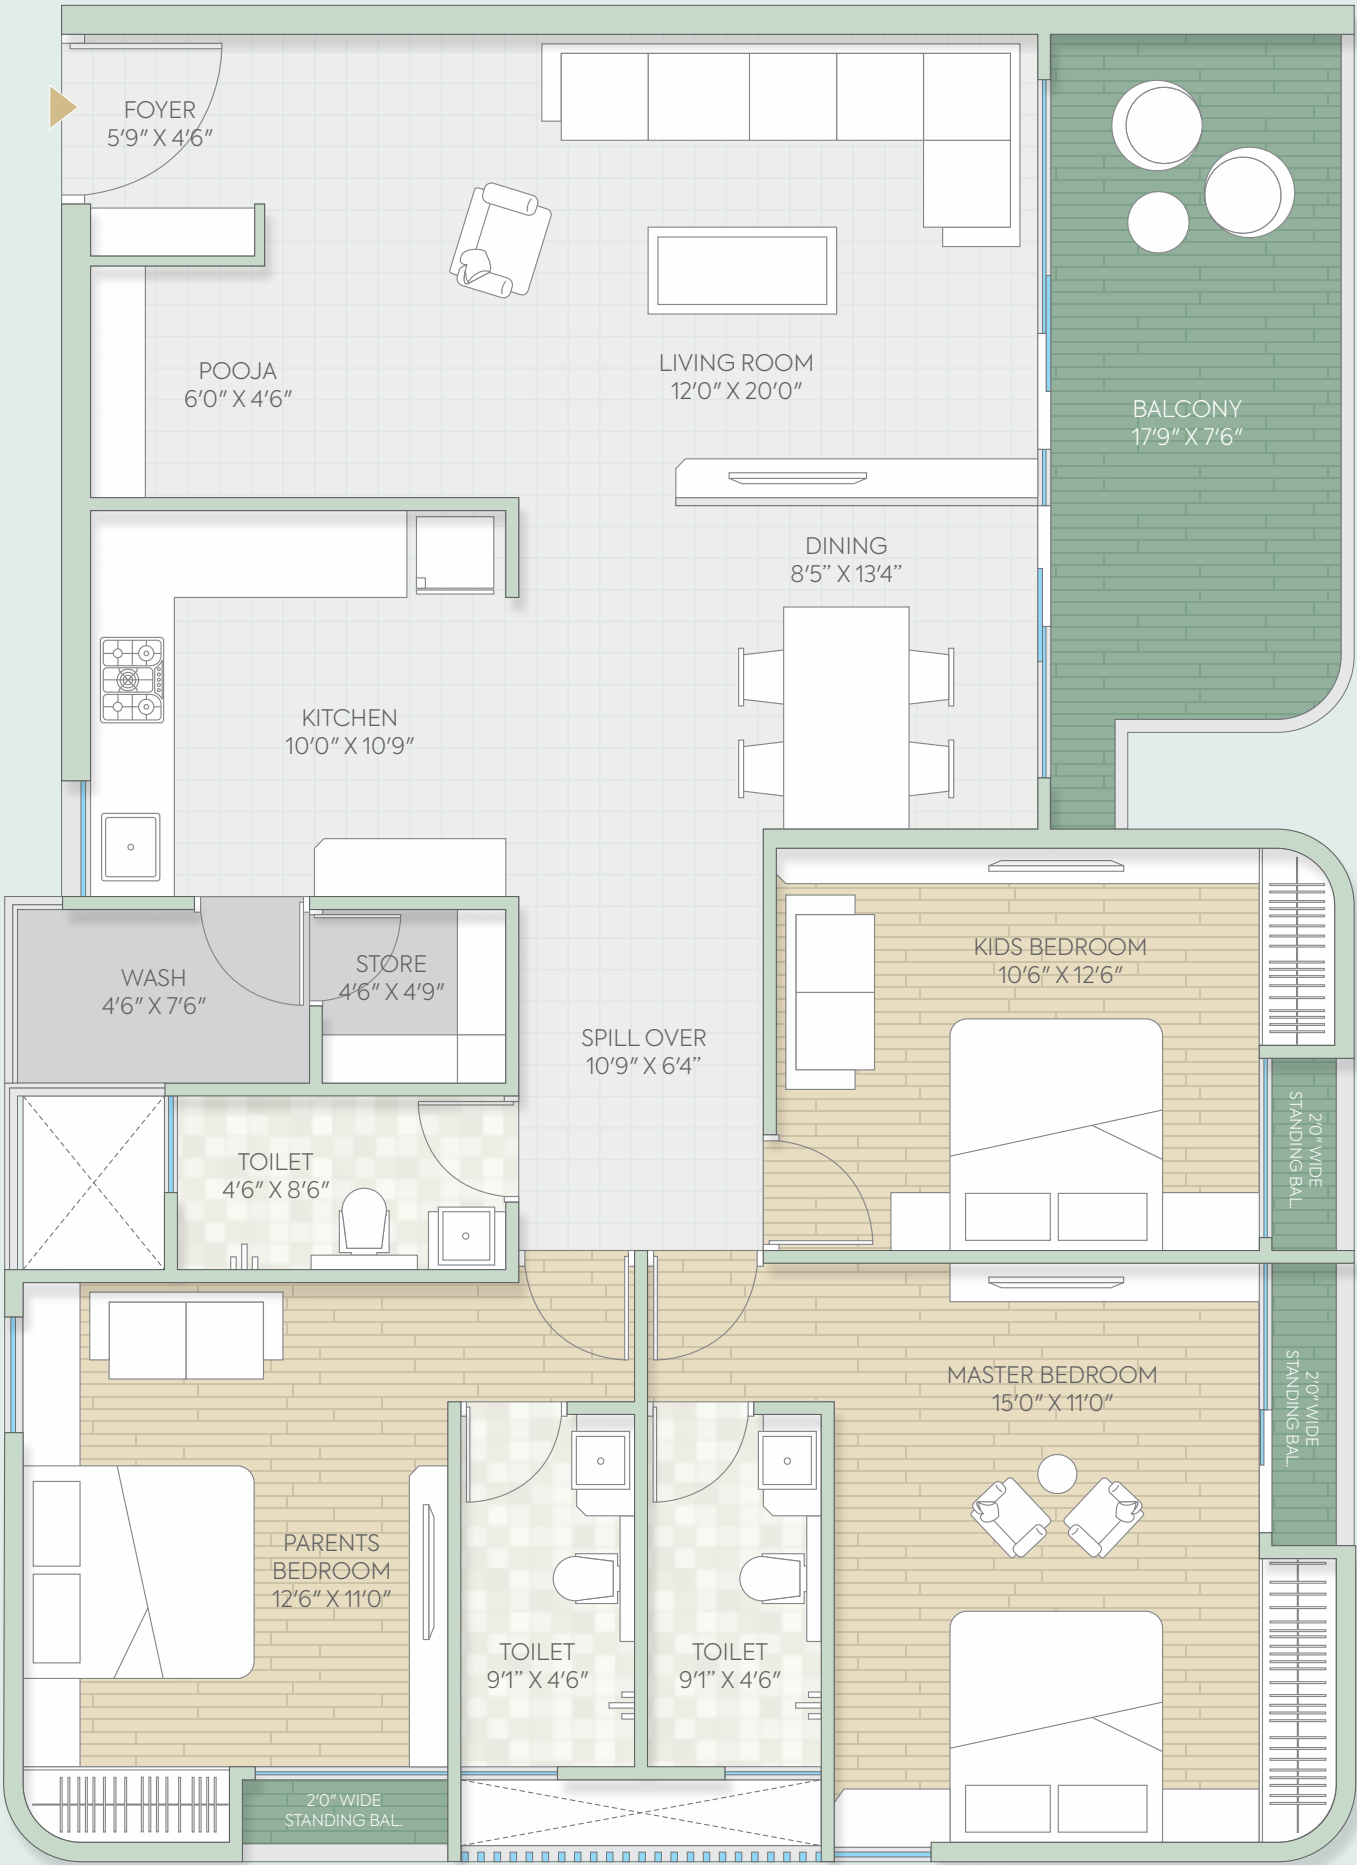 FOYER
5'9" X 4'6"
POOJA
6'0" X 4'6"
LIVING ROOM
12'0" X 20'0"
BALCONY
17'9" X 7'6"
DINING
8'5" X 13'4"
KITCHEN
10'0" X 10'9"
WASH
4'6" X 7'6"
STORE
4'6" X 4'9"
SPILL OVER
10'9" X 6'4"
KIDS BEDROOM
10'6" X 12'6"
2'0" WIDE
STANDING BAL.
TOILET
4'6" X 8'6"
MASTER BEDROOM
15'0" X 11'0"
2'0" WIDE
STANDING BAL.
PARENTS
BEDROOM
12'6" X 11'0"
TOILET
9'1" X 4'6"
TOILET
9'1" X 4'6"
2'0" WIDE
STANDING BAL.